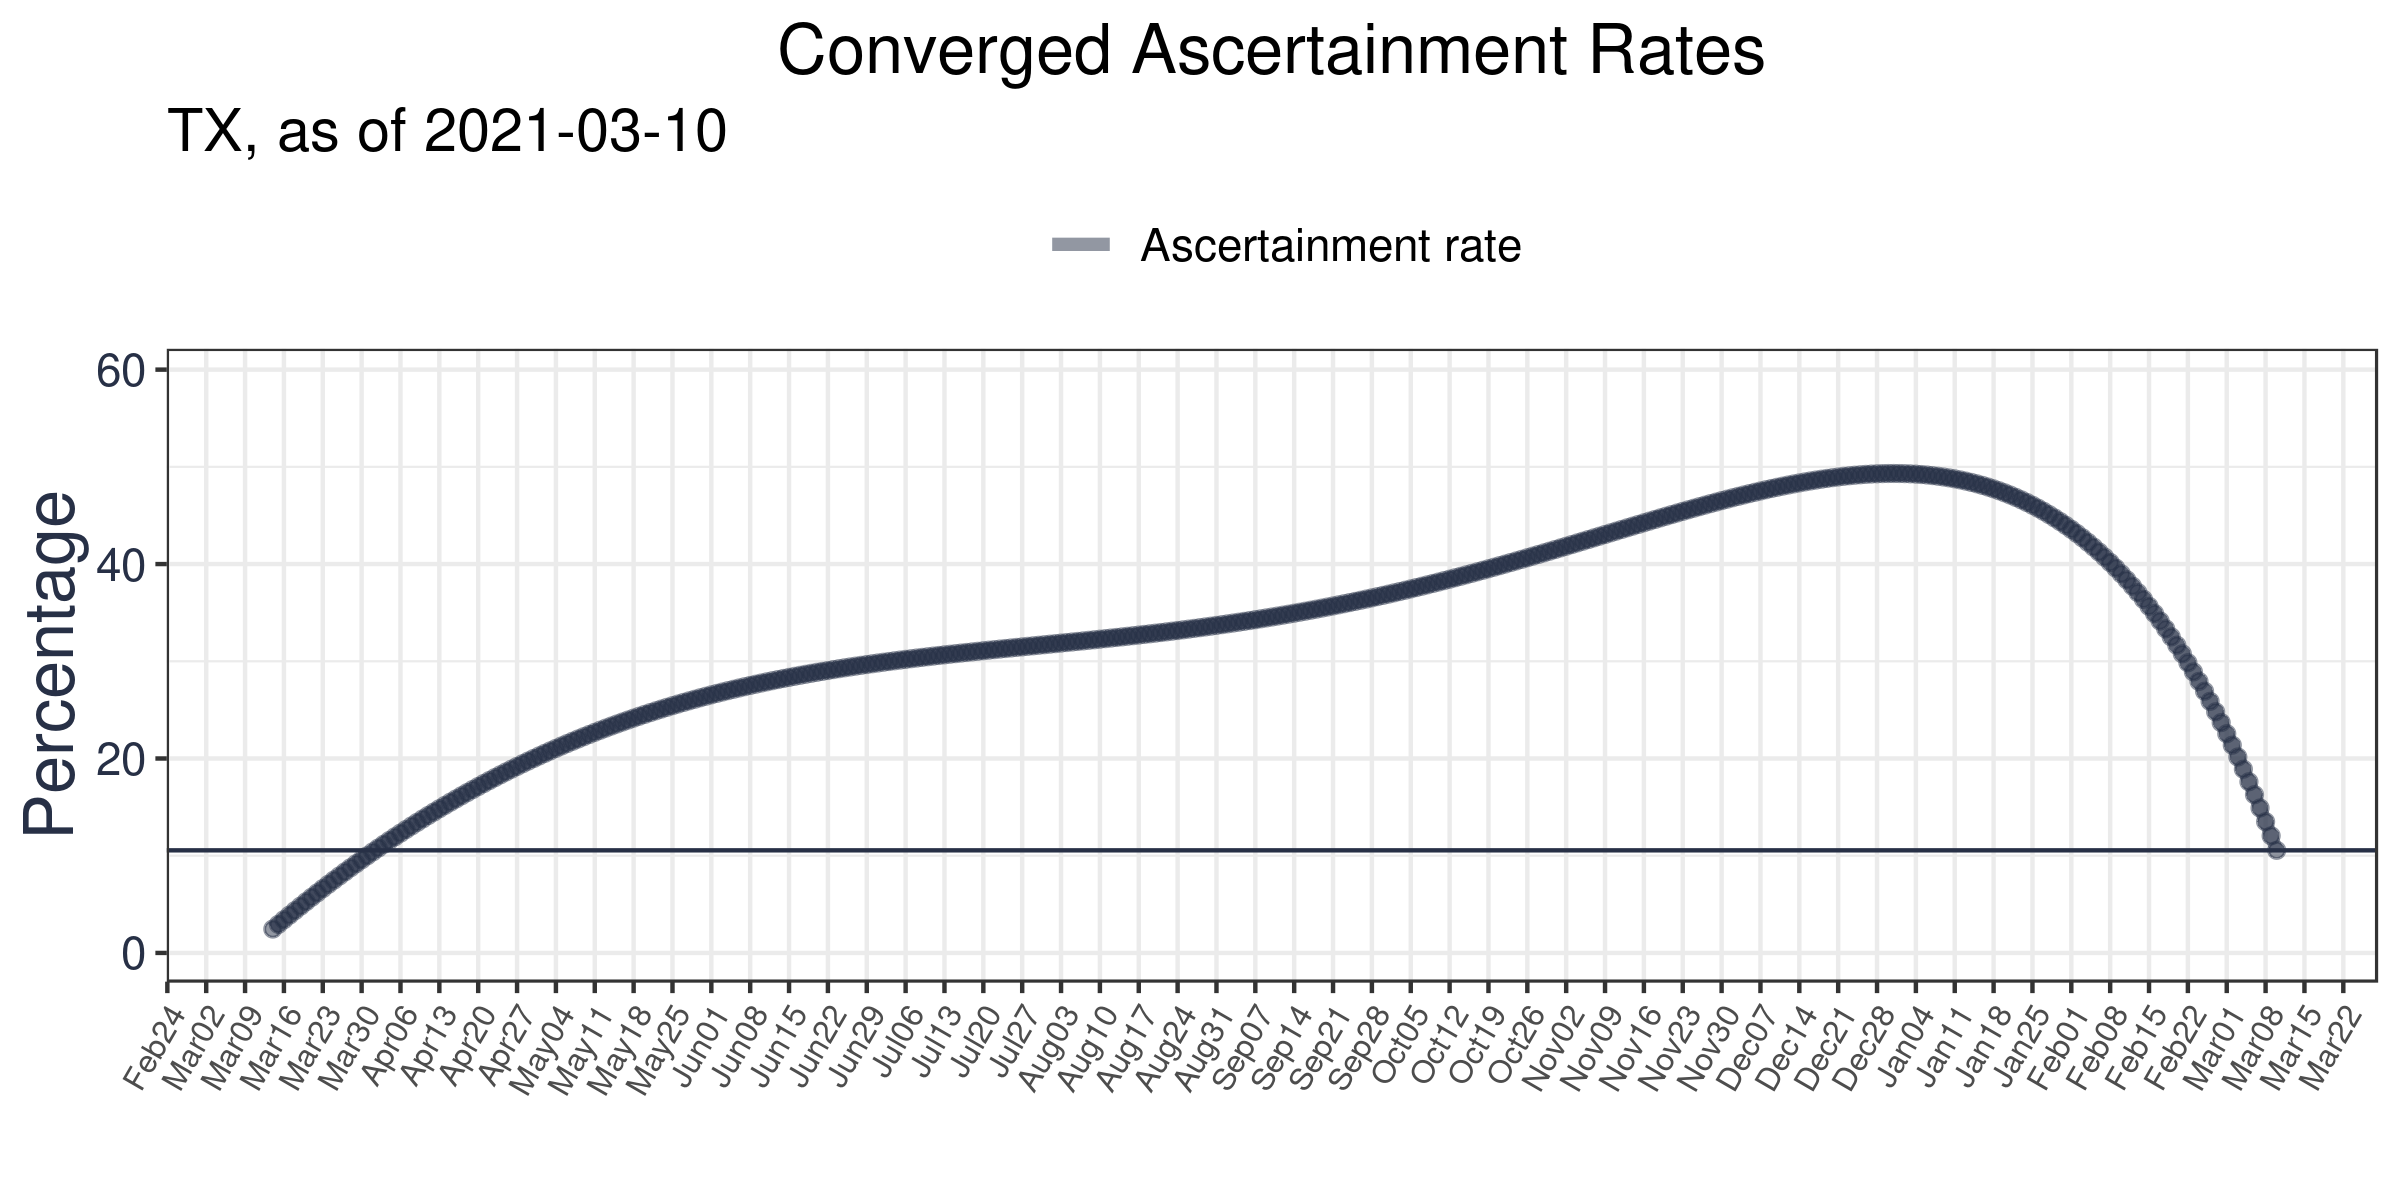 Converged Ascertainment Rates
TX, as of 2021-03-10
Ascertainment rate
Percentage
60
40
20
0
Feb24 Mar02 Mar09 Mar16 Mar23 Mar30 Apr06 Apr13 Apr20 Apr27 May04 May11 May18 May25 Jun01 Jun08 Jun15 Jun22 Jun29 Jul06 Jul13 Jul20 Jul27 Aug03 Aug10 Aug17 Aug24 Aug31 Sep07 Sep14 Sep21 Sep28 Oct05 Oct12 Oct19 Oct26 Nov02 Nov09 Nov16 Nov23 Nov30 Dec07 Dec14 Dec21 Dec28 Jan04 Jan11 Jan18 Jan25 Feb01 Feb08 Feb15 Feb22 Mar01 Mar08 Mar15 Mar22